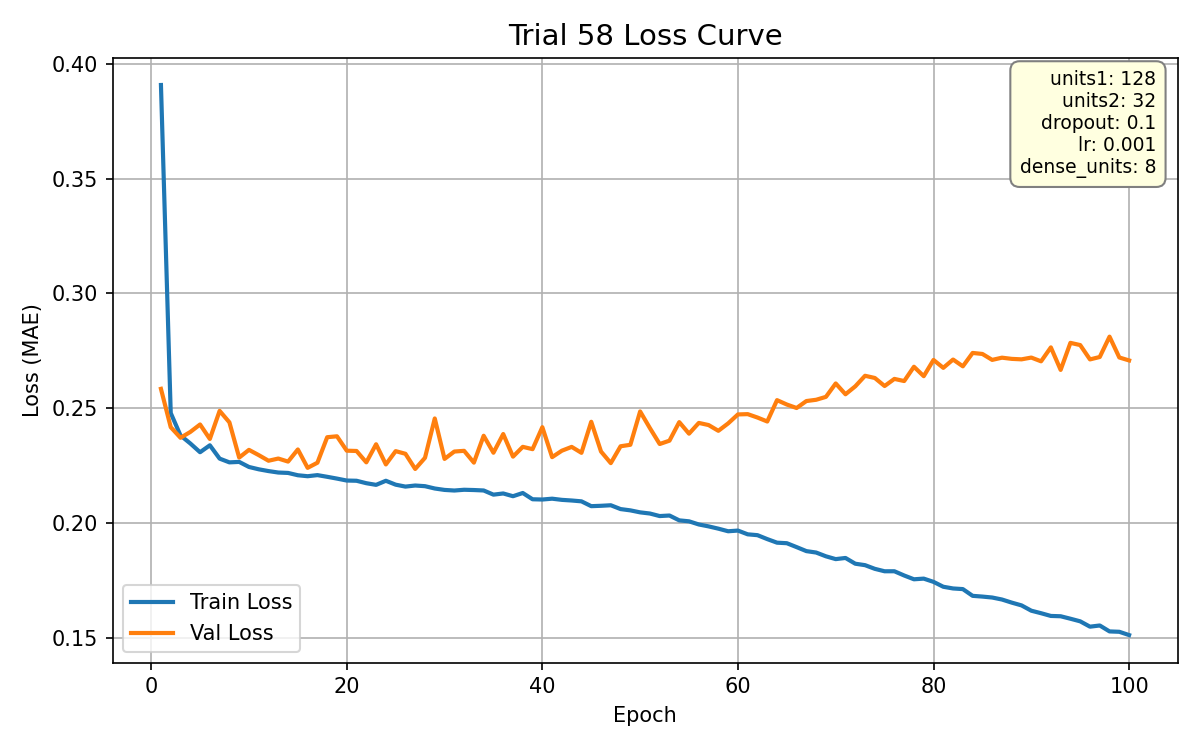 Trial 58 Loss Curve
units1: 128
units2: 32
dropout: 0.1
lr: 0.001
dense_units: 8
Loss (MAE)
0.40
0.35
0.30
0.25
0.20
0.15
Train Loss
Val Loss
0 20 40 60 80 100
Epoch